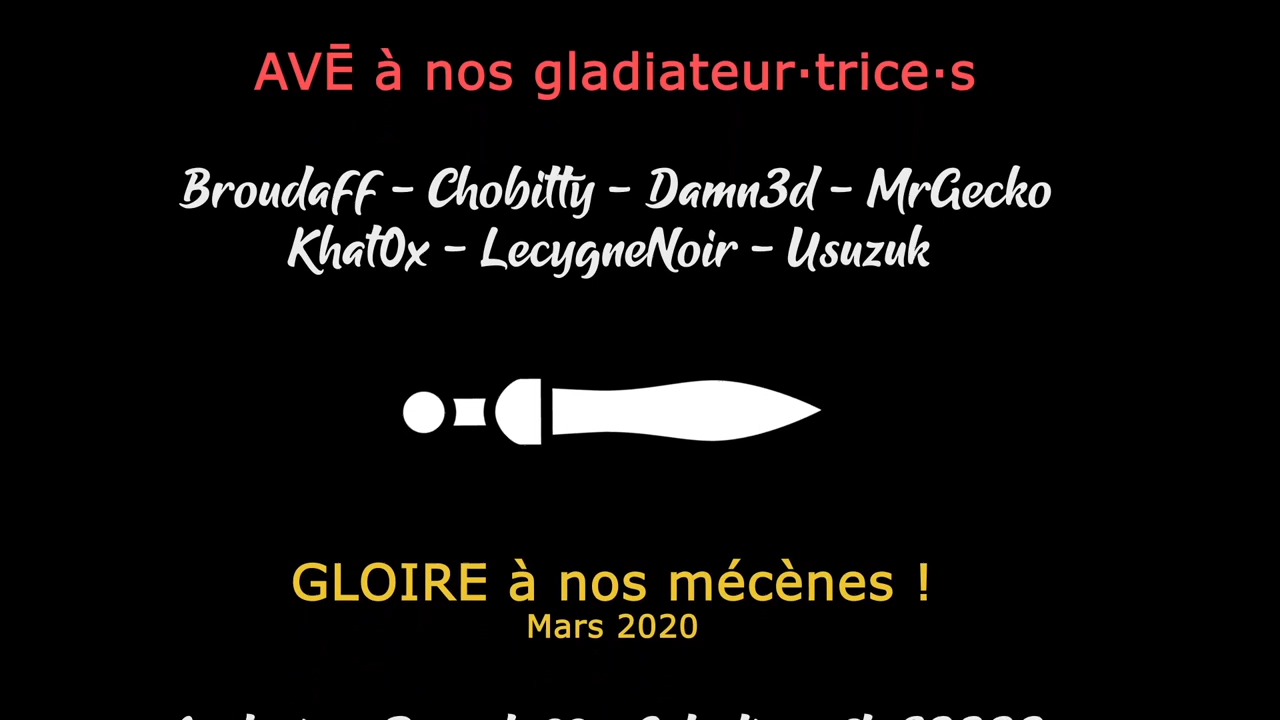 AVĒ à nos gladiateur·trice·s
Broudaff - Chobitty - Damn3d - MrGecko
Khat0x - LecygneNoir - Usuzuk
GLOIRE à nos mécènes !
Mars 2020